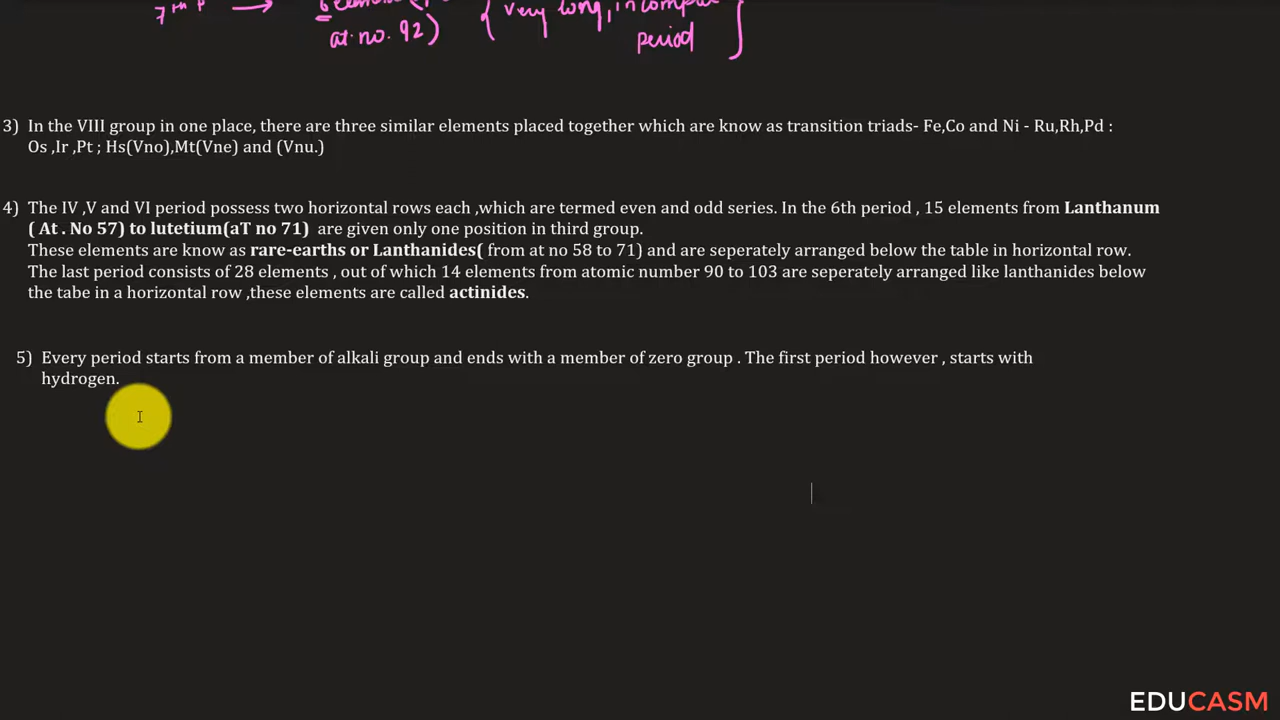 7th P →
at. no. 92) { very long, incomplete
period }
3) In the VIII group in one place, there are three similar elements placed together which are know as transition triads- Fe,Co and Ni - Ru,Rh,Pd :
Os ,Ir ,Pt ; Hs(Vno),Mt(Vne) and (Vnu.)
4) The IV ,V and VI period possess two horizontal rows each ,which are termed even and odd series. In the 6th period , 15 elements from Lanthanum
( At . No 57) to lutetium(aT no 71) are given only one position in third group.
These elements are know as rare-earths or Lanthanides( from at no 58 to 71) and are seperately arranged below the table in horizontal row.
The last period consists of 28 elements , out of which 14 elements from atomic number 90 to 103 are seperately arranged like lanthanides below
the tabe in a horizontal row ,these elements are called actinides.
5) Every period starts from a member of alkali group and ends with a member of zero group . The first period however , starts with
hydrogen.
EDUCASM